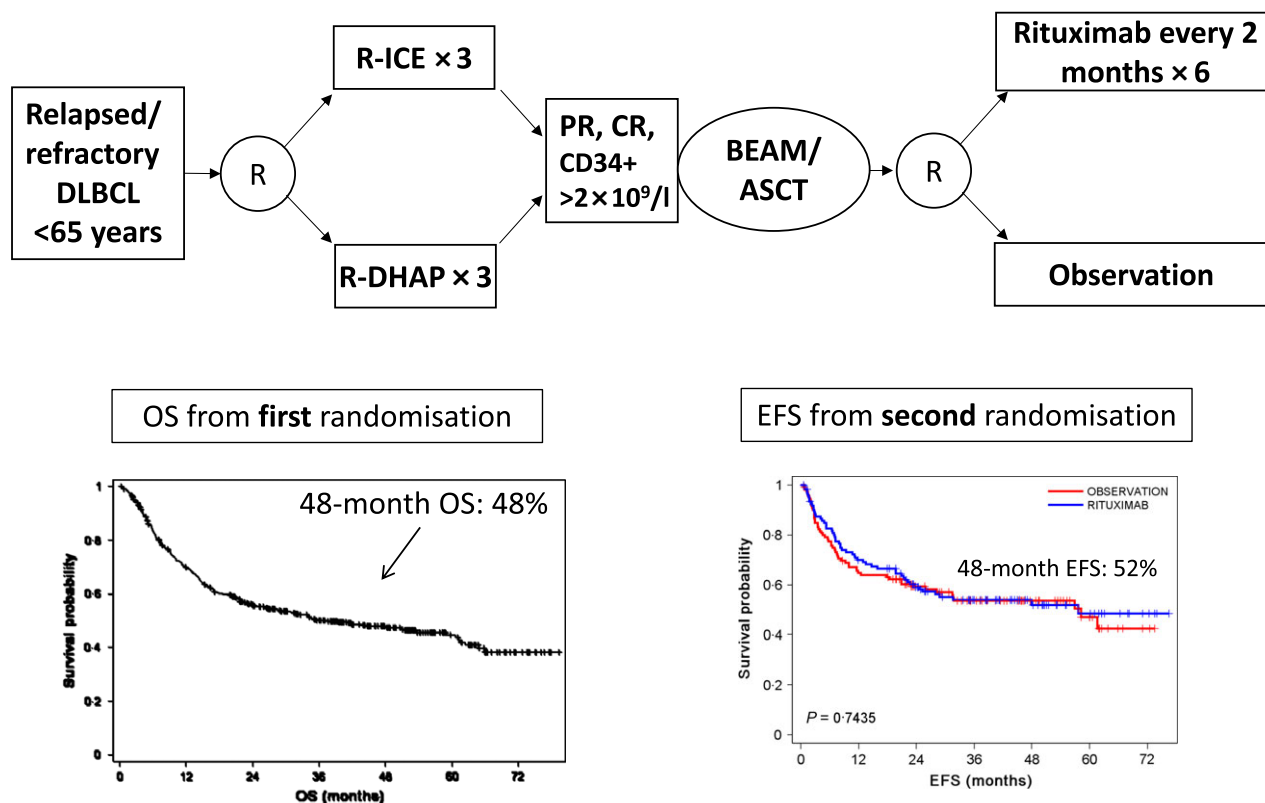 Relapsed/
refractory
DLBCL
<65 years
R
R-ICE × 3
R-DHAP × 3
PR, CR,
CD34+
>2 × 10⁹/l
BEAM/
ASCT
R
Rituximab every 2
months × 6
Observation
OS from first randomisation
48-month OS: 48%
Survival probability
1
0·8
0·6
0·4
0·2
0
0 12 24 36 48 60 72
OS (months)
EFS from second randomisation
OBSERVATION
RITUXIMAB
48-month EFS: 52%
Survival probability
1
0·8
0·6
0·4
0·2
0
P = 0·7435
0 12 24 36 48 60 72
EFS (months)